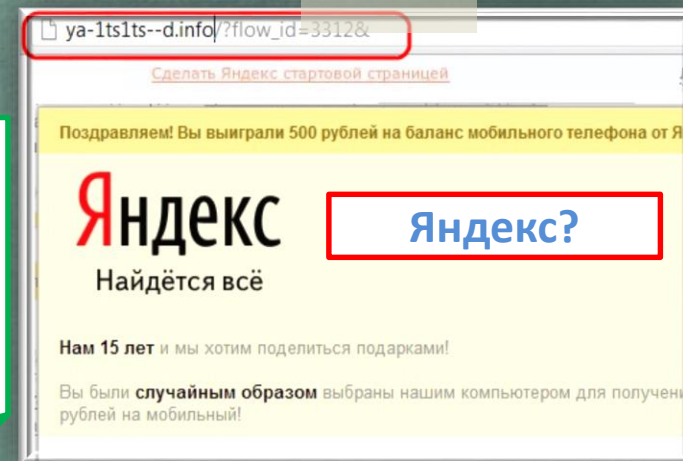 ya-1ts1ts--d.info/?flow_id=3312&
Сделать Яндекс стартовой страницей
Поздравляем! Вы выиграли 500 рублей на баланс мобильного телефона от Я
Яндекс
Яндекс?
Найдётся всё
Нам 15 лет и мы хотим поделиться подарками!
Вы были случайным образом выбраны нашим компьютером для получени
рублей на мобильный!